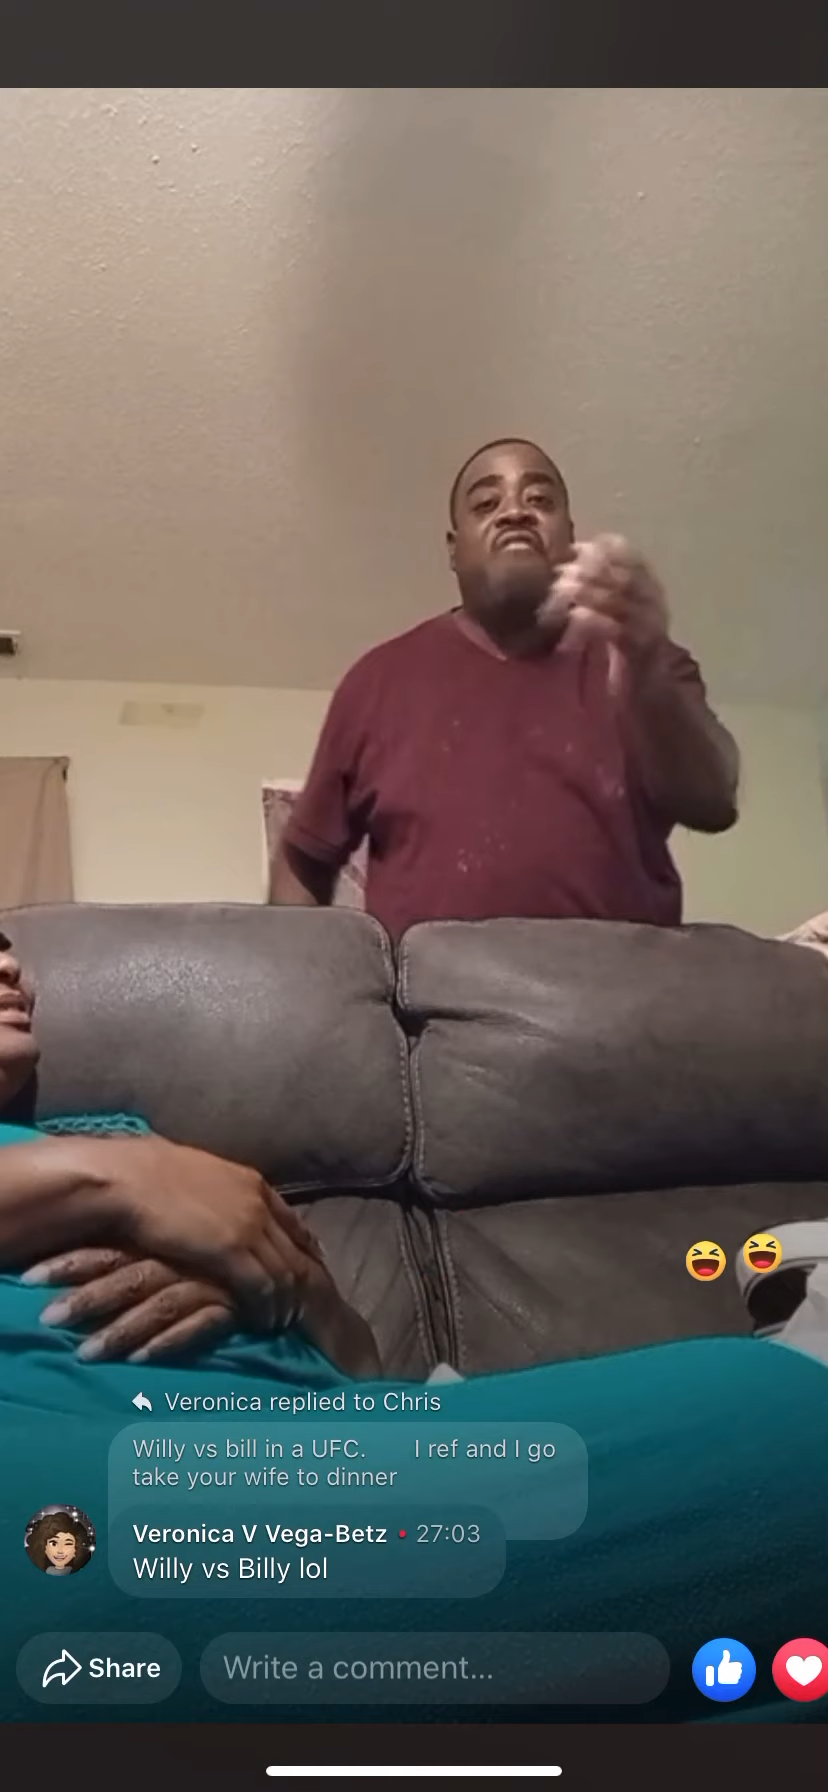 Veronica replied to Chris
Willy vs bill in a UFC. I ref and I go
take your wife to dinner
Veronica V Vega-Betz • 27:03
Willy vs Billy lol
Share
Write a comment...